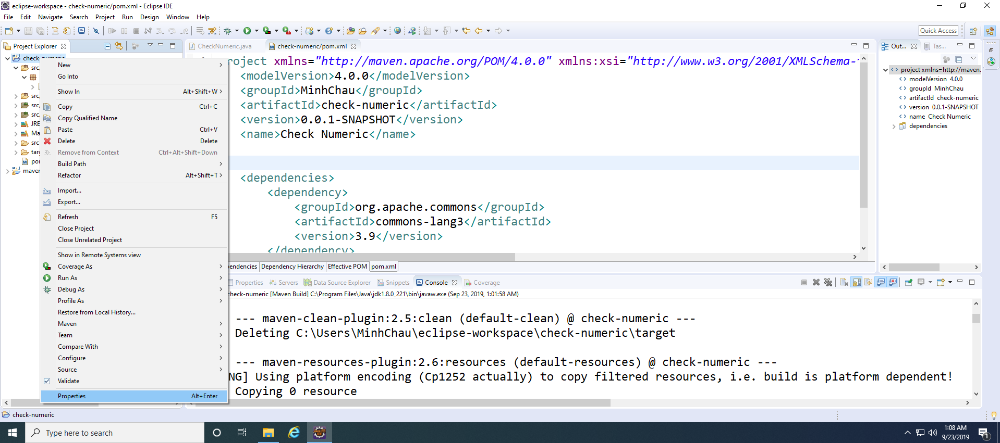 eclipse-workspace - check-numeric/pom.xml - Eclipse IDE
File Edit Navigate Search Project Run Design Window Help
Quick Access
Project Explorer
check-numeric
src
src
src
src
JRE
Ma
src
tar
pom
maven
New
Go Into
Show In Alt+Shift+W
Copy Ctrl+C
Copy Qualified Name
Paste Ctrl+V
Delete Delete
Remove from Context Ctrl+Alt+Shift+Down
Build Path
Refactor Alt+Shift+T
Import...
Export...
Refresh F5
Close Project
Close Unrelated Project
Show in Remote Systems view
Coverage As
Run As
Debug As
Profile As
Restore from Local History...
Maven
Team
Compare With
Configure
Source
Validate
Properties Alt+Enter
CheckNumeric.java check-numeric/pom.xml
roject xmlns="http://maven.apache.org/POM/4.0.0" xmlns:xsi="http://www.w3.org/2001/XMLSchema-
<modelVersion>4.0.0</modelVersion>
<groupId>MinhChau</groupId>
<artifactId>check-numeric</artifactId>
<version>0.0.1-SNAPSHOT</version>
<name>Check Numeric</name>
<dependencies>
<dependency>
<groupId>org.apache.commons</groupId>
<artifactId>commons-lang3</artifactId>
<version>3.9</version>
</dependency>
endencies Dependency Hierarchy Effective POM pom.xml
Out... Tas...
project xmlns=http://maven.
modelVersion 4.0.0
groupId MinhChau
artifactId check-numeric
version 0.0.1-SNAPSHOT
name Check Numeric
dependencies
Properties Servers Data Source Explorer Snippets Console Coverage
check-numeric [Maven Build] C:\Program Files\Java\jdk1.8.0_221\bin\javaw.exe (Sep 23, 2019, 1:01:58 AM)
--- maven-clean-plugin:2.5:clean (default-clean) @ check-numeric ---
Deleting C:\Users\MinhChau\eclipse-workspace\check-numeric\target
--- maven-resources-plugin:2.6:resources (default-resources) @ check-numeric ---
NG] Using platform encoding (Cp1252 actually) to copy filtered resources, i.e. build is platform dependent!
Copying 0 resource
check-numeric
Type here to search
1:08 AM
9/23/2019
1